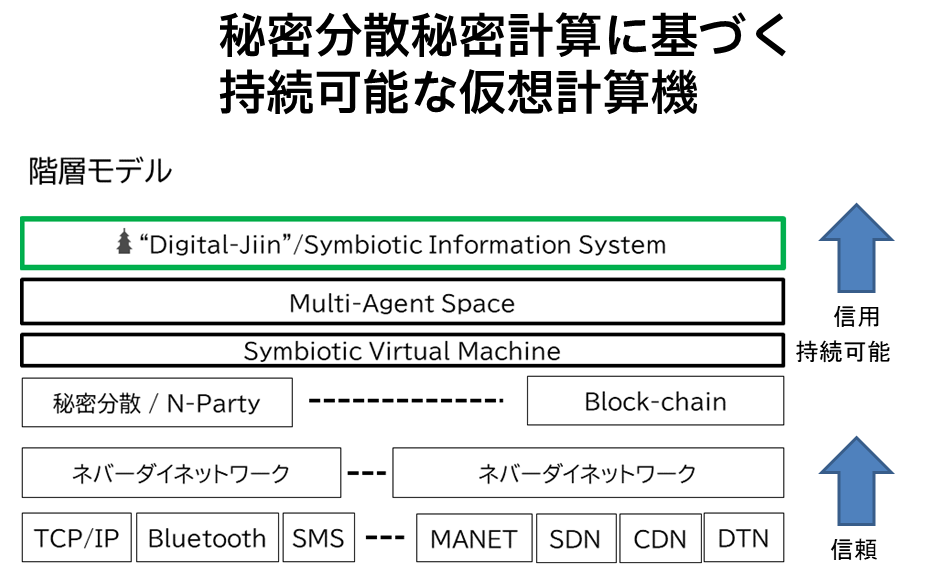 秘密分散秘密計算に基づく
持続可能な仮想計算機
階層モデル
“Digital-Jiin”/Symbiotic Information System
Multi-Agent Space
信用
Symbiotic Virtual Machine
持続可能
秘密分散 / N-Party
Block-chain
ネバーダイネットワーク
ネバーダイネットワーク
TCP/IP
Bluetooth
SMS
MANET
SDN
CDN
DTN
信頼